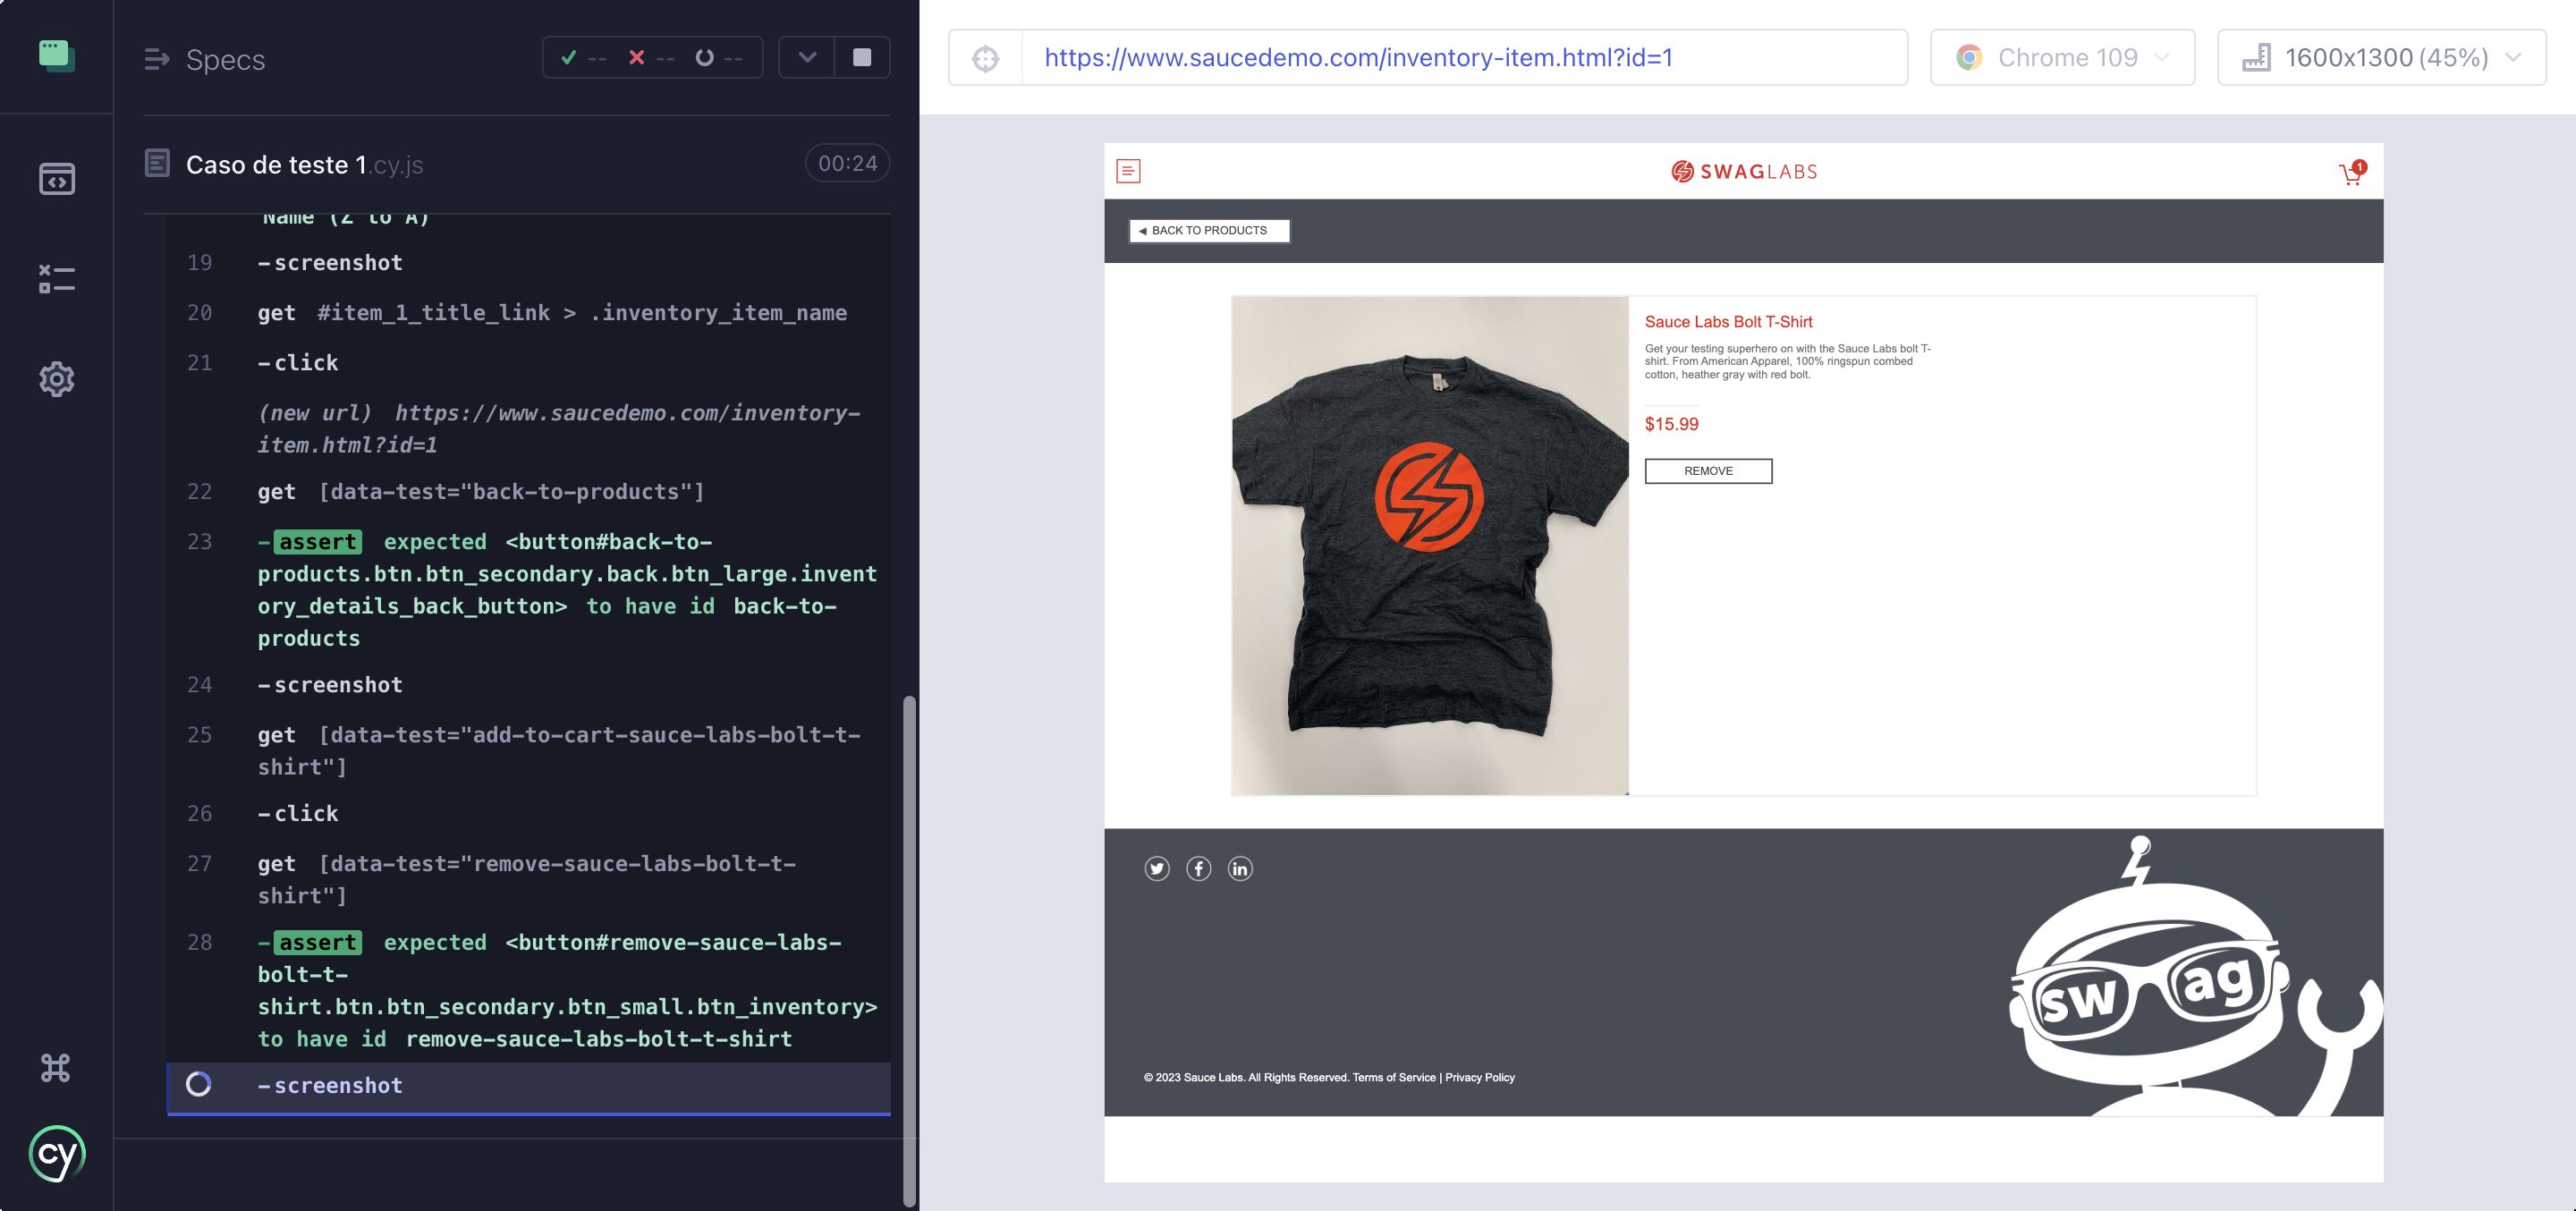 Specs
-- -- --
https://www.saucedemo.com/inventory-item.html?id=1
Chrome 109
1600x1300 (45%)
Caso de teste 1.cy.js
00:24
Name (Z to A)
19 -screenshot
20 get #item_1_title_link > .inventory_item_name
21 -click
(new url) https://www.saucedemo.com/inventory-
item.html?id=1
22 get [data-test="back-to-products"]
23 -assert expected <button#back-to-
products.btn.btn_secondary.back.btn_large.invent
ory_details_back_button> to have id back-to-
products
24 -screenshot
25 get [data-test="add-to-cart-sauce-labs-bolt-t-
shirt"]
26 -click
27 get [data-test="remove-sauce-labs-bolt-t-
shirt"]
28 -assert expected <button#remove-sauce-labs-
bolt-t-
shirt.btn.btn_secondary.btn_small.btn_inventory>
to have id remove-sauce-labs-bolt-t-shirt
-screenshot
cy
SWAGLABS
1
BACK TO PRODUCTS
Sauce Labs Bolt T-Shirt
Get your testing superhero on with the Sauce Labs bolt T-
shirt. From American Apparel, 100% ringspun combed
cotton, heather gray with red bolt.
$15.99
REMOVE
sw ag
© 2023 Sauce Labs. All Rights Reserved. Terms of Service | Privacy Policy